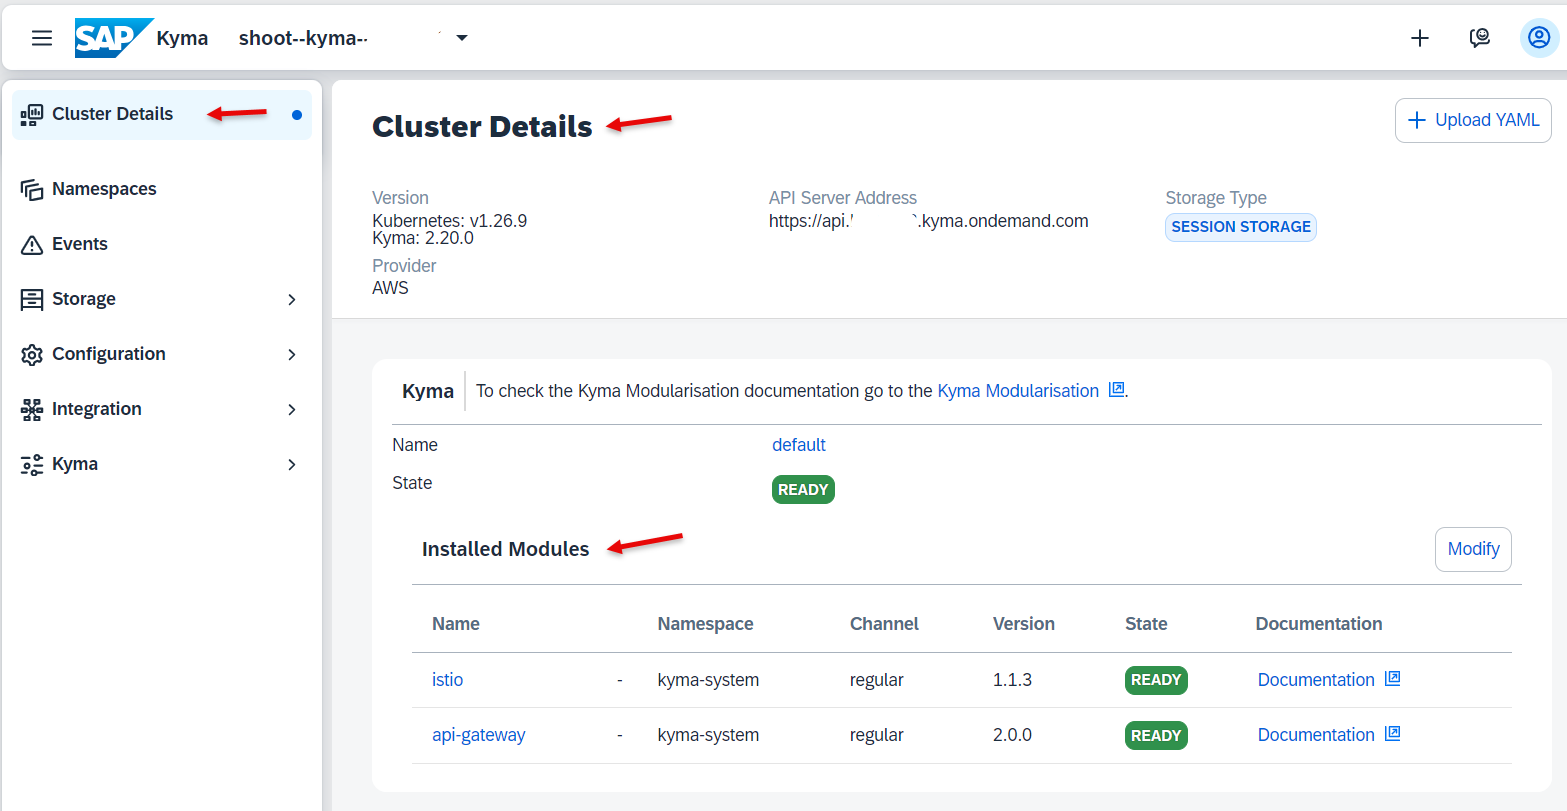 SAP Kyma shoot--kyma--
Cluster Details
Namespaces
Events
Storage
Configuration
Integration
Kyma
Cluster Details
+ Upload YAML
Version API Server Address Storage Type
Kubernetes: v1.26.9 https://api. .kyma.ondemand.com SESSION STORAGE
Kyma: 2.20.0
Provider
AWS
Kyma To check the Kyma Modularisation documentation go to the Kyma Modularisation .
Name default
State READY
Installed Modules Modify
Name Namespace Channel Version State Documentation
istio - kyma-system regular 1.1.3 READY Documentation
api-gateway - kyma-system regular 2.0.0 READY Documentation